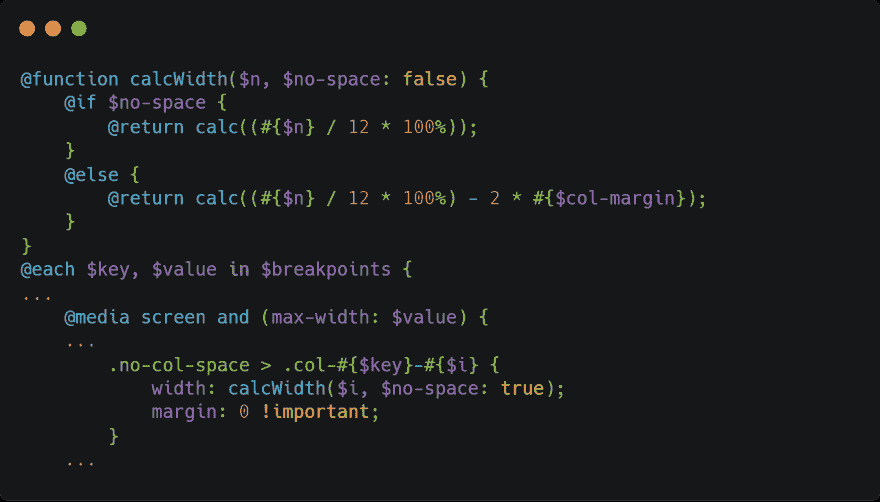 @function calcWidth($n, $no-space: false) {
    @if $no-space {
        @return calc((#{$n} / 12 * 100%));
    }
    @else {
        @return calc((#{$n} / 12 * 100%) - 2 * #{$col-margin});
    }
}
@each $key, $value in $breakpoints {
...
    @media screen and (max-width: $value) {
    ...
        .no-col-space > .col-#{$key}-#{$i} {
            width: calcWidth($i, $no-space: true);
            margin: 0 !important;
        }
    ...